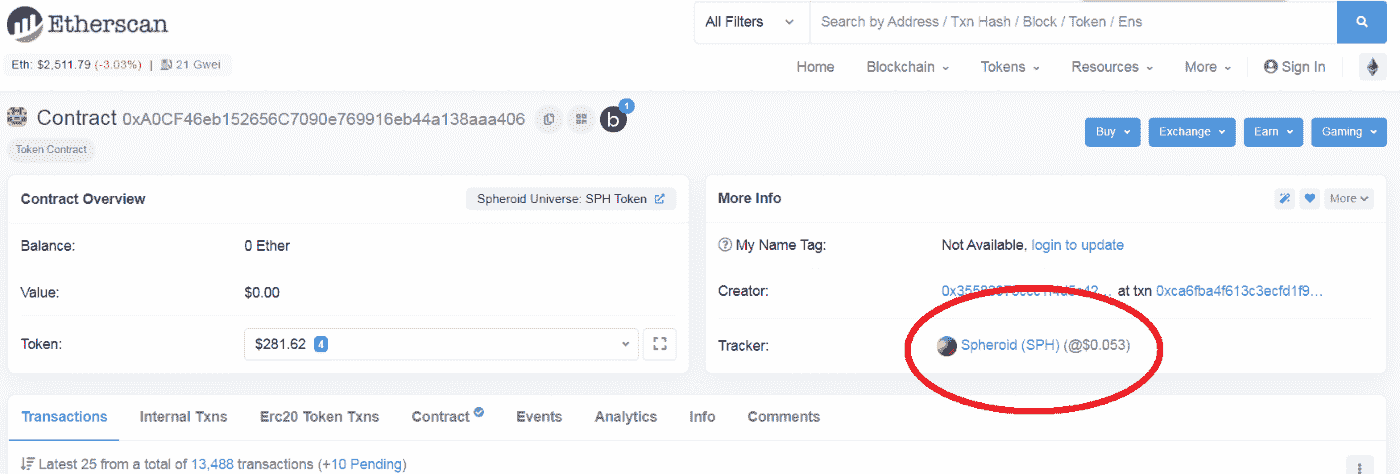 Etherscan
All Filters
Search by Address / Txn Hash / Block / Token / Ens
Eth: $2,511.79 (-3.03%) | 21 Gwei
Home Blockchain Tokens Resources More Sign In
Contract 0xA0CF46eb152656C7090e769916eb44a138aaa406 b 1
Buy Exchange Earn Gaming
Token Contract
Contract Overview
Spheroid Universe: SPH Token
Balance: 0 Ether
Value: $0.00
Token: $281.62 4
More Info
More
My Name Tag: Not Available, login to update
Creator: at txn 0xca6fba4f613c3ecfd1f9...
Tracker: Spheroid (SPH) (@$0.053)
Transactions Internal Txns Erc20 Token Txns Contract Events Analytics Info Comments
Latest 25 from a total of 13,488 transactions (+10 Pending)